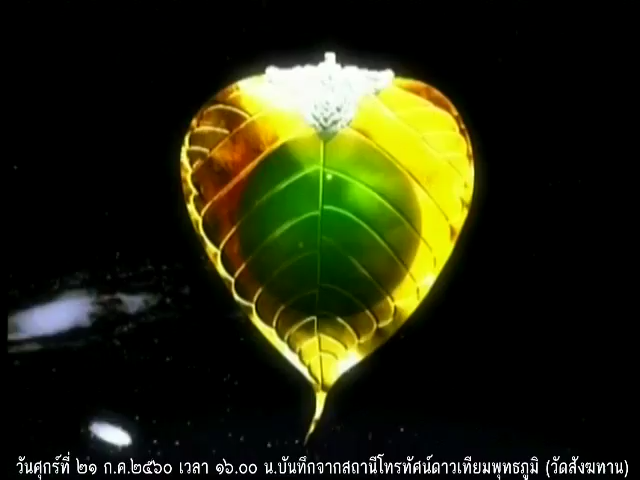 วันศุกร์ที่ ๒๑ ก.ค.๒๕๖๐ เวลา ๑๖.๐๐ น.บันทึกจากสถานีโทรทัศน์ดาวเทียมพุทธภูมิ (วัดสังฆทาน)